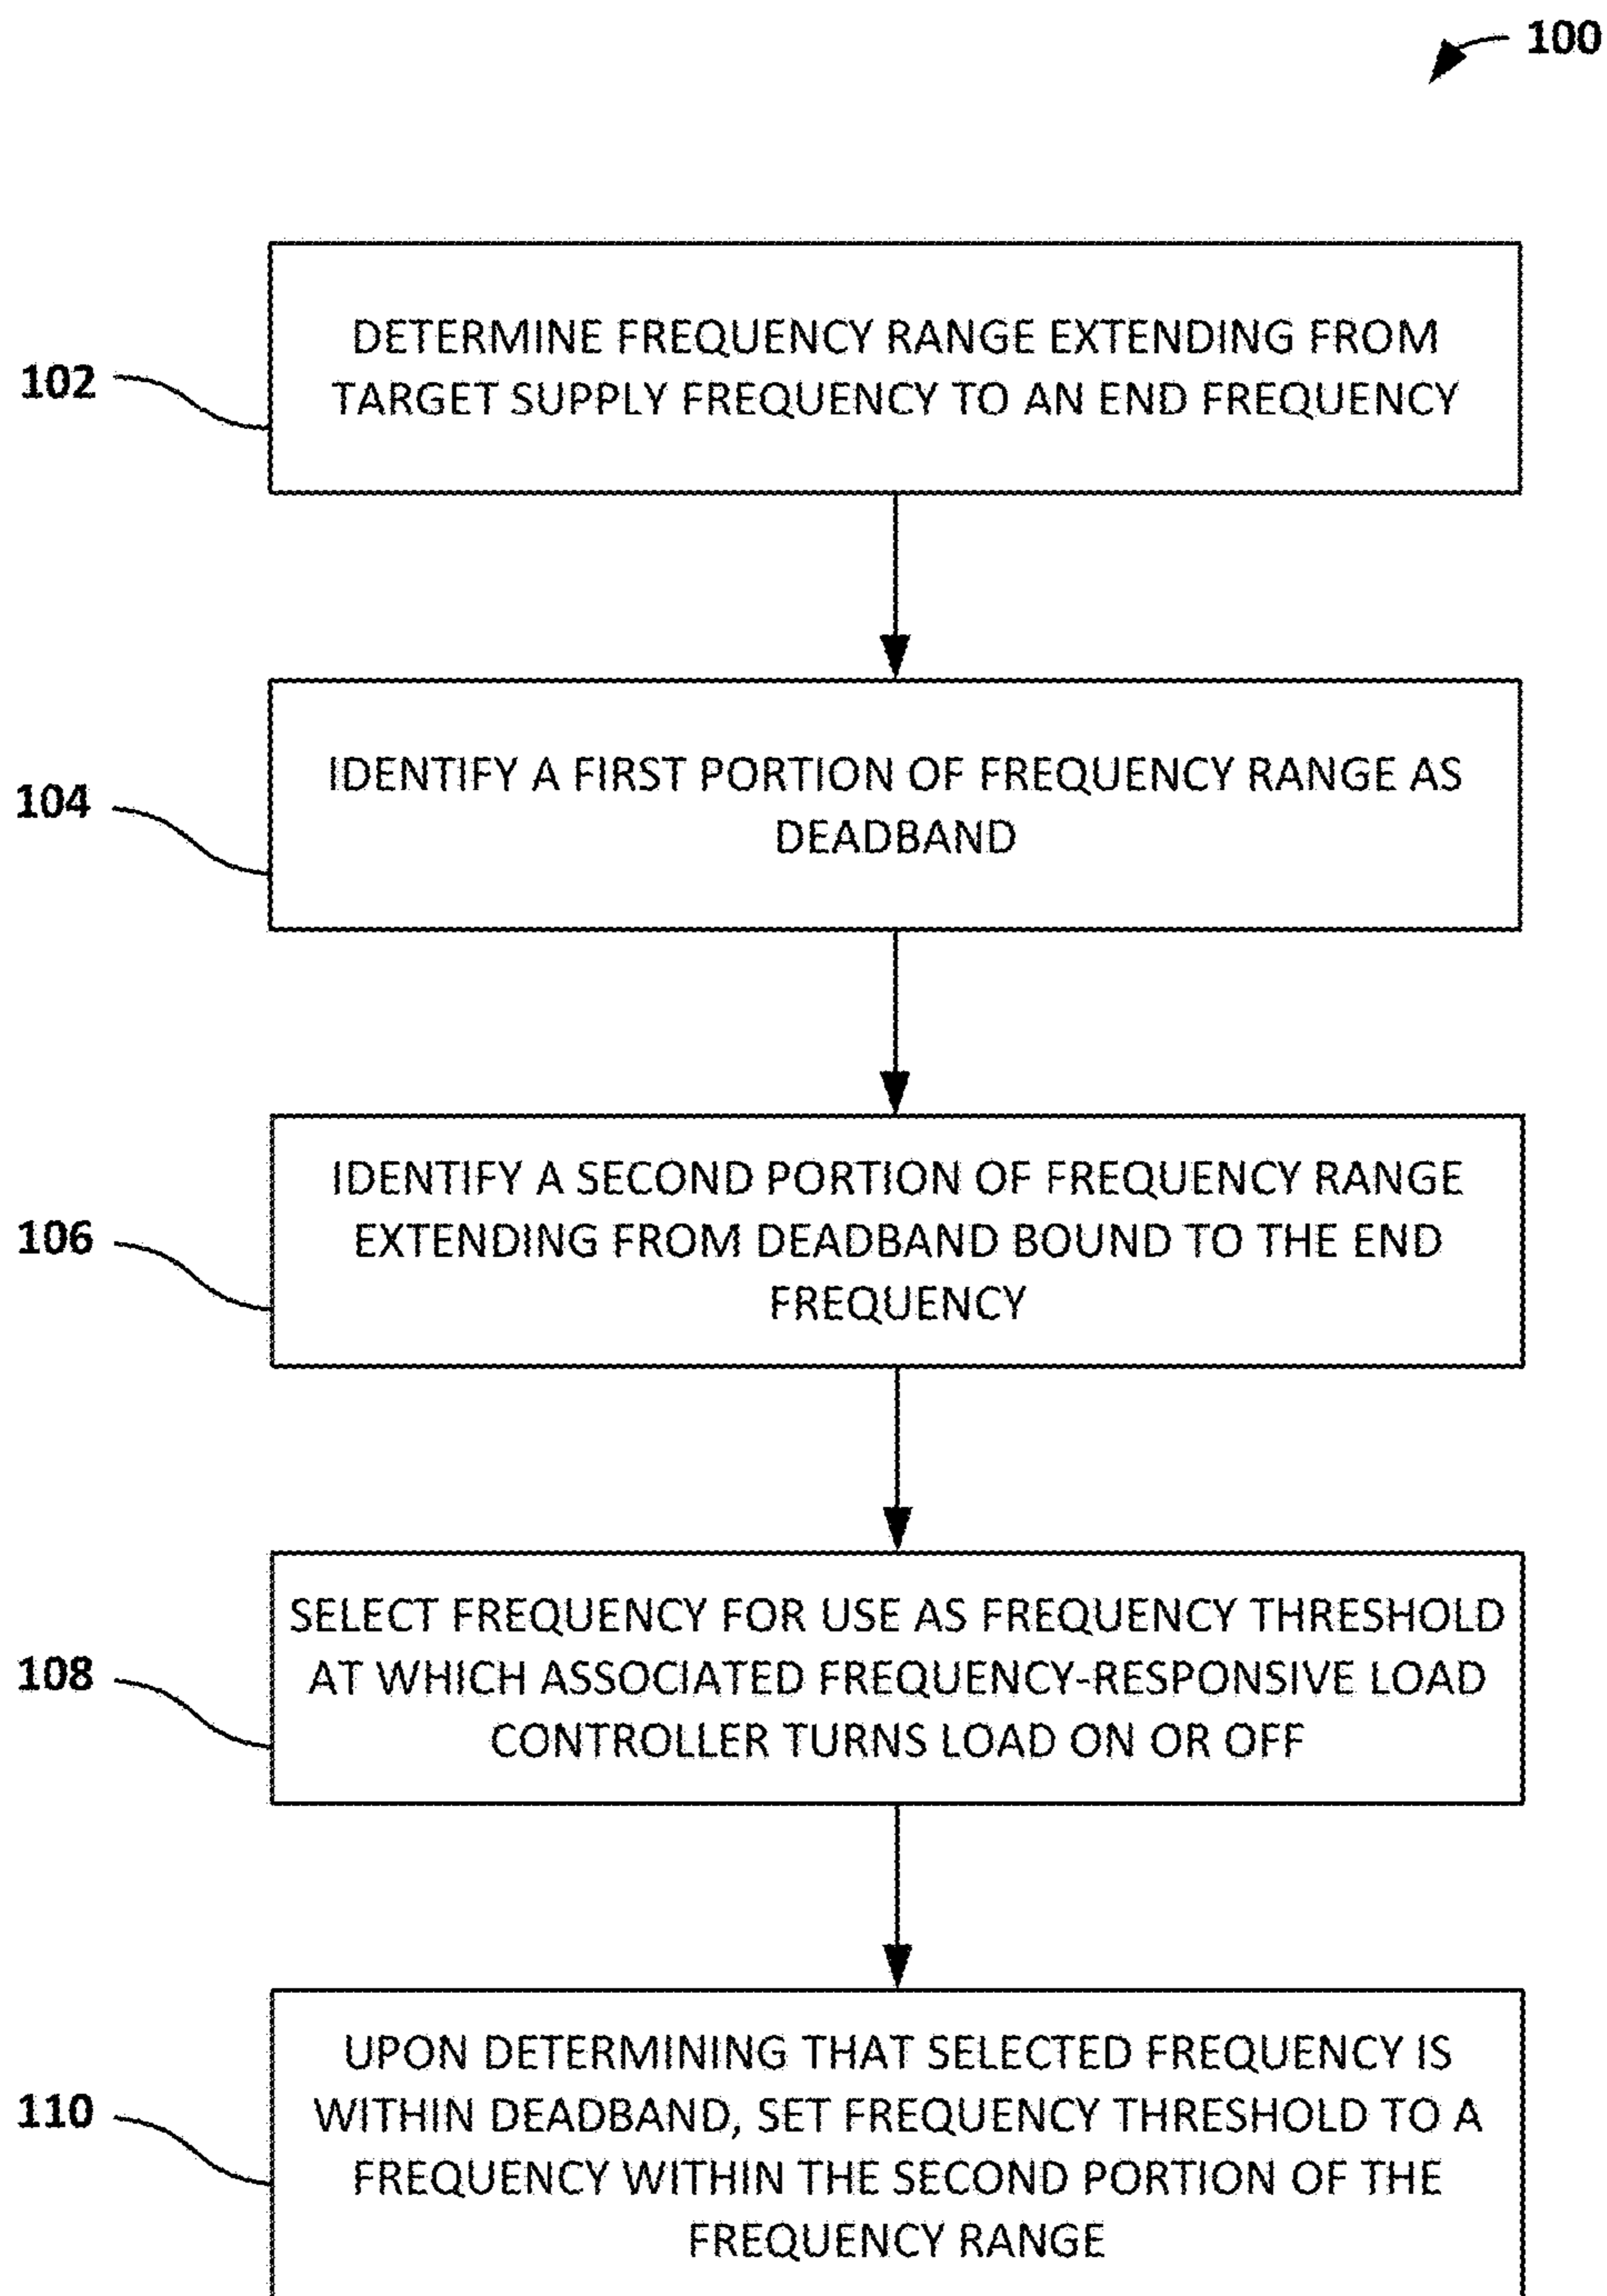 100
102
DETERMINE FREQUENCY RANGE EXTENDING FROM
TARGET SUPPLY FREQUENCY TO AN END FREQUENCY
104
IDENTIFY A FIRST PORTION OF FREQUENCY RANGE AS
DEADBAND
106
IDENTIFY A SECOND PORTION OF FREQUENCY RANGE
EXTENDING FROM DEADBAND BOUND TO THE END
FREQUENCY
108
SELECT FREQUENCY FOR USE AS FREQUENCY THRESHOLD
AT WHICH ASSOCIATED FREQUENCY-RESPONSIVE LOAD
CONTROLLER TURNS LOAD ON OR OFF
110
UPON DETERMINING THAT SELECTED FREQUENCY IS
WITHIN DEADBAND, SET FREQUENCY THRESHOLD TO A
FREQUENCY WITHIN THE SECOND PORTION OF THE
FREQUENCY RANGE